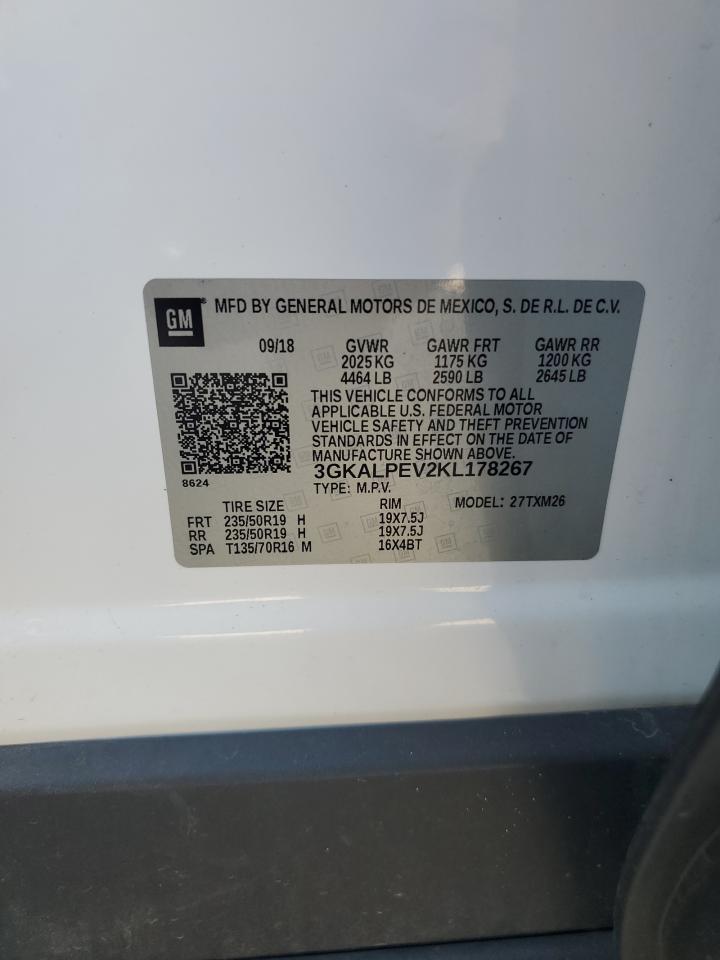 GM® MFD BY GENERAL MOTORS DE MEXICO, S. DE R.L. DE C.V.
09/18 GVWR GAWR FRT GAWR RR
2025 KG 1175 KG 1200 KG
4464 LB 2590 LB 2645 LB
THIS VEHICLE CONFORMS TO ALL
APPLICABLE U.S. FEDERAL MOTOR
VEHICLE SAFETY AND THEFT PREVENTION
STANDARDS IN EFFECT ON THE DATE OF
MANUFACTURE SHOWN ABOVE.
3GKALPEV2KL178267
8624 TYPE: M.P.V.
TIRE SIZE RIM MODEL: 27TXM26
FRT 235/50R19 H 19X7.5J
RR 235/50R19 H 19X7.5J
SPA T135/70R16 M 16X4BT